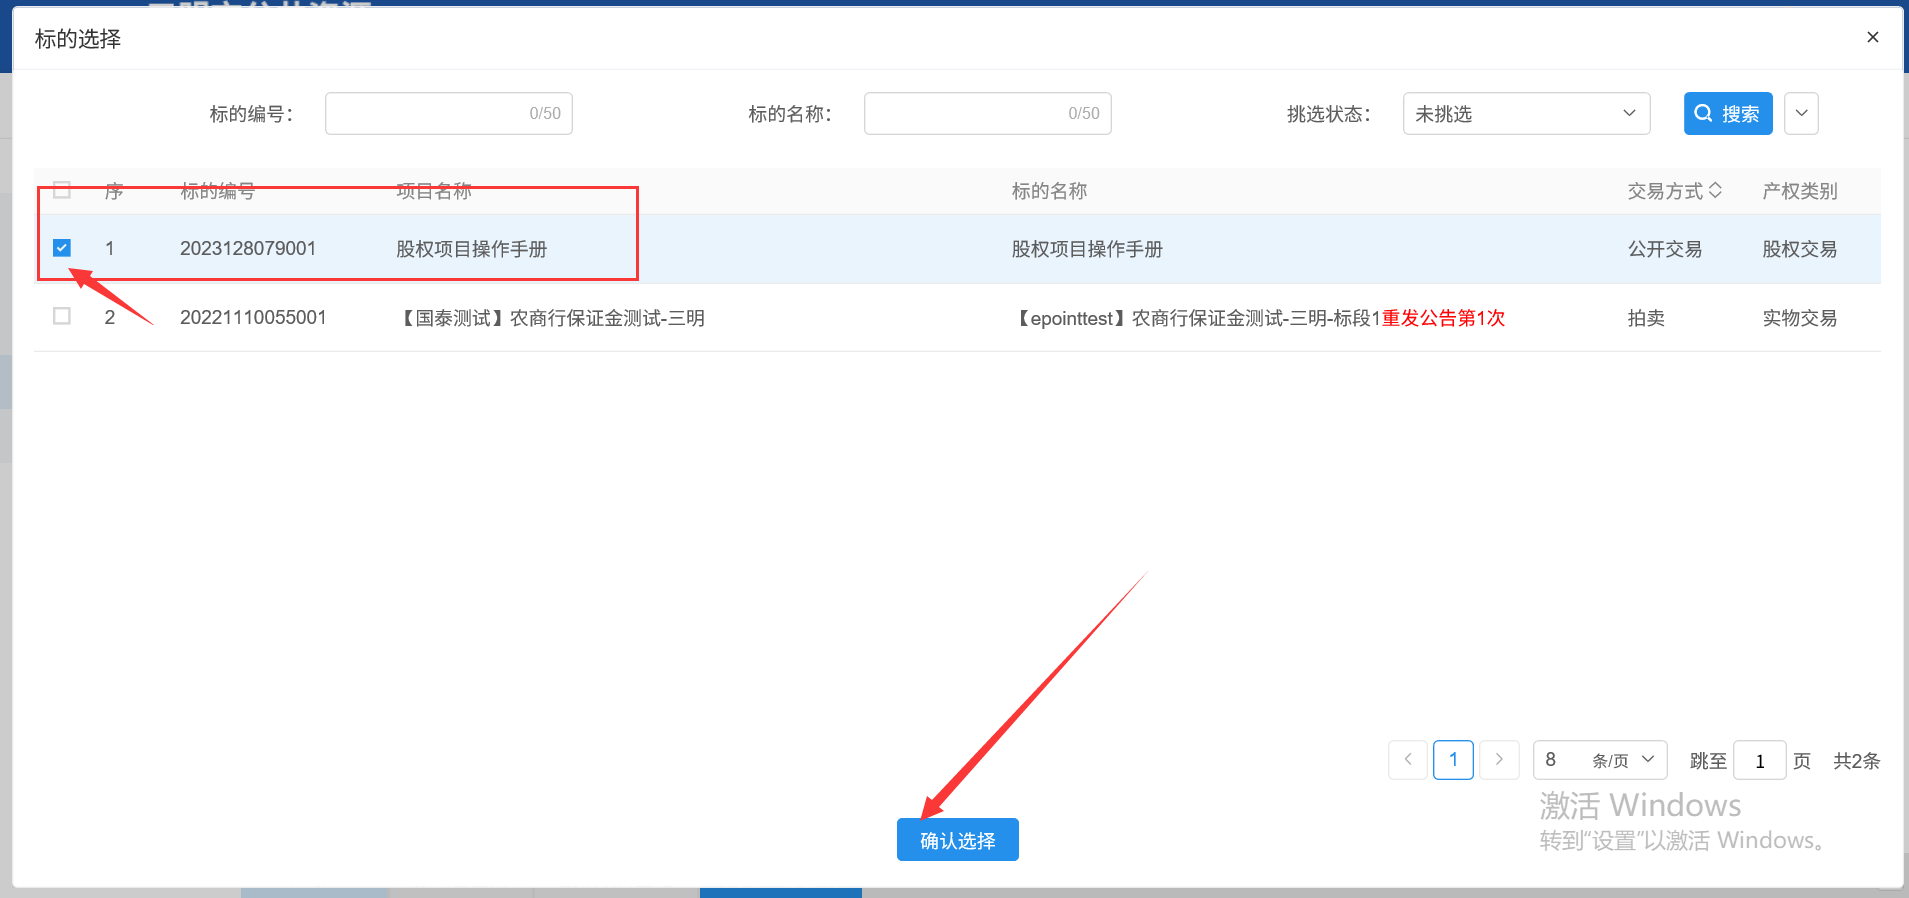 标的选择
标的编号： 0/50 标的名称： 0/50 挑选状态： 未挑选 搜索
序 标的编号 项目名称 标的名称 交易方式 产权类别
1 2023128079001 股权项目操作手册 股权项目操作手册 公开交易 股权交易
2 20221110055001 【国泰测试】农商行保证金测试-三明 【epointtest】农商行保证金测试-三明-标段1重发公告第1次 拍卖 实物交易
1 8 条/页 跳至 1 页 共2条
激活 Windows
转到“设置”以激活 Windows。
确认选择